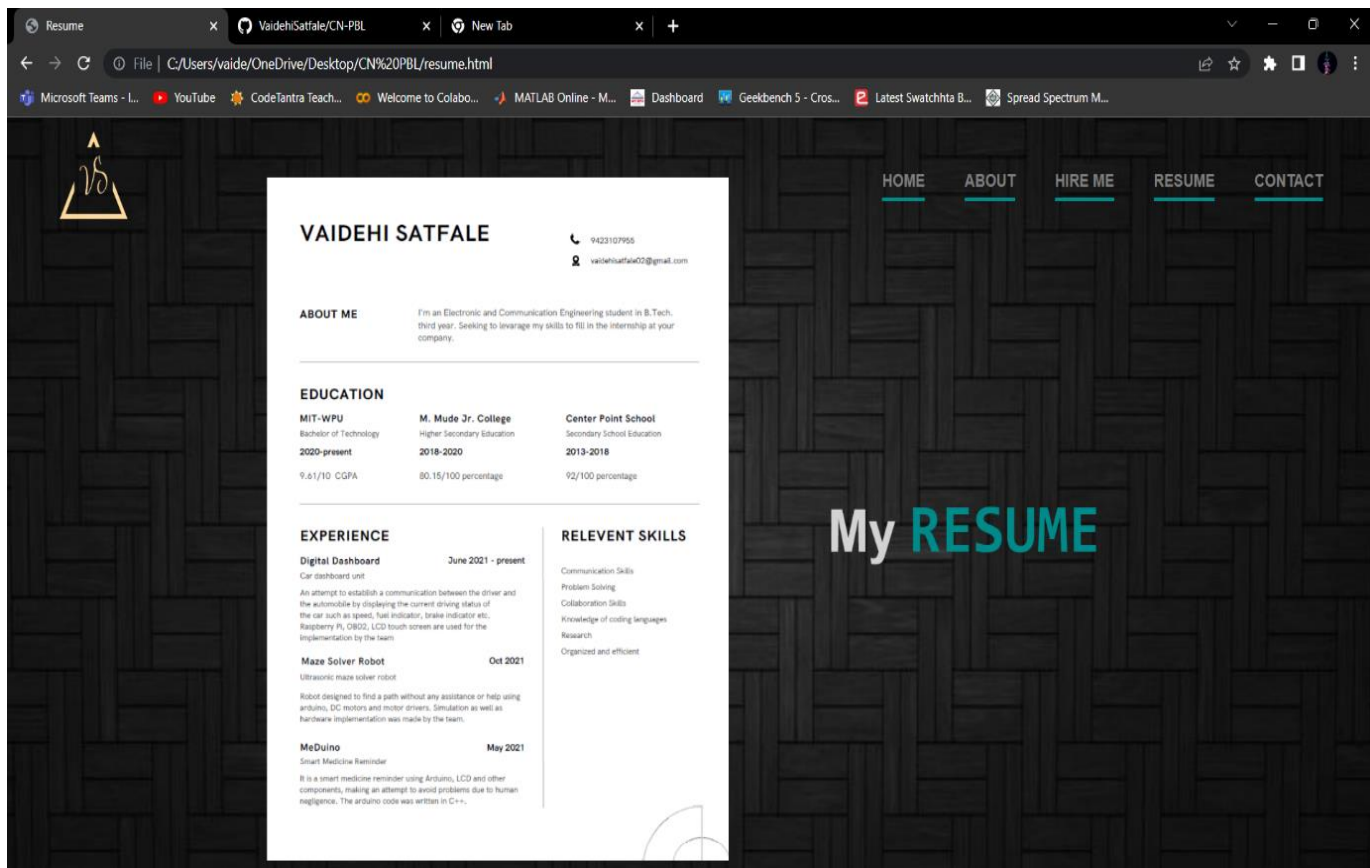 Resume
VaidehiSatfale/CN-PBL
New Tab
File | C:/Users/vaide/OneDrive/Desktop/CN%20PBL/resume.html
Microsoft Teams - I...
YouTube
CodeTantra Teach...
Welcome to Colabo...
MATLAB Online - M...
Dashboard
Geekbench 5 - Cros...
Latest Swatchhta B...
Spread Spectrum M...
VS
HOME ABOUT HIRE ME RESUME CONTACT
VAIDEHI SATFALE
9423107955
vaidehisatfale02@gmail.com
ABOUT ME
I'm an Electronic and Communication Engineering student in B.Tech.
third year. Seeking to levarage my skills to fill in the internship at your
company.
EDUCATION
MIT-WPU
Bachelor of Technology
2020-present
9.61/10 CGPA
M. Mude Jr. College
Higher Secondary Education
2018-2020
80.15/100 percentage
Center Point School
Secondary School Education
2013-2018
92/100 percentage
EXPERIENCE
Digital Dashboard June 2021 - present
Car dashboard unit
An attempt to establish a communication between the driver and
the automobile by displaying the current driving status of
the car such as speed, fuel indicator, brake indicator etc.
Raspberry Pi, OBD2, LCD touch screen are used for the
implementation by the team
Maze Solver Robot Oct 2021
Ultrasonic maze solver robot
Robot designed to find a path without any assistance or help using
arduino, DC motors and motor drivers. Simulation as well as
hardware implementation was made by the team.
MeDuino May 2021
Smart Medicine Reminder
It is a smart medicine reminder using Arduino, LCD and other
components, making an attempt to avoid problems due to human
negligence. The arduino code was written in C++.
RELEVENT SKILLS
Communication Skills
Problem Solving
Collaboration Skills
Knowledge of coding languages
Research
Organized and efficient
My RESUME